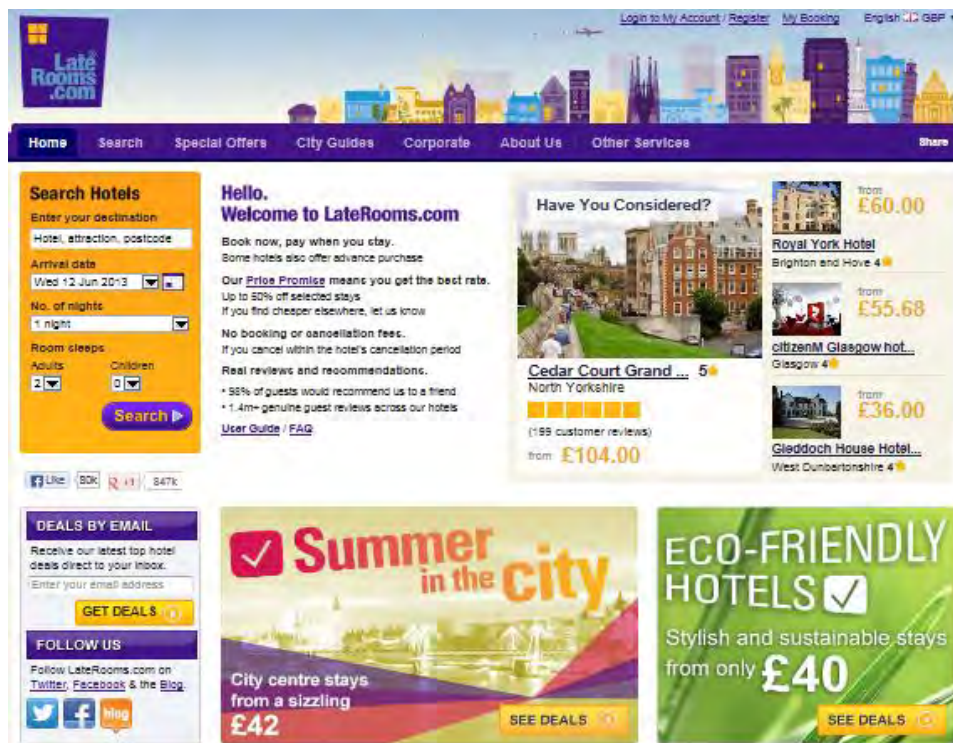 Login to My Account / Register My Booking English GBP
Late
Rooms
.com
Home Search Special Offers City Guides Corporate About Us Other Services Share
Search Hotels
Enter your destination
Hotel, attraction, postcode
Arrival date
Wed 12 Jun 2013
No. of nights
1 night
Room sleeps
Adults Children
2 0
Search
Like 80k +1 847k
Hello.
Welcome to LateRooms.com
Book now, pay when you stay.
Some hotels also offer advance purchase
Our Price Promise means you get the best rate.
Up to 50% off selected stays
If you find cheaper elsewhere, let us know
No booking or cancellation fees.
If you cancel within the hotel's cancellation period
Real reviews and recommendations.
• 98% of guests would recommend us to a friend
• 1.4m+ genuine guest reviews across our hotels
User Guide / FAQ
Have You Considered?
Cedar Court Grand ... 5
North Yorkshire
(199 customer reviews)
from £104.00
from
£60.00
Royal York Hotel
Brighton and Hove 4
from
£55.68
citizenM Glasgow hot...
Glasgow 4
from
£36.00
Gleddoch House Hotel...
West Dunbartonshire 4
DEALS BY EMAIL
Receive our latest top hotel
deals direct to your inbox.
Enter your email address
GET DEALS
FOLLOW US
Follow LateRooms.com on
Twitter, Facebook & the Blog.
blog
Summer
in the city
City centre stays
from a sizzling
£42
SEE DEALS
ECO-FRIENDLY
HOTELS
Stylish and sustainable stays
from only £40
SEE DEALS